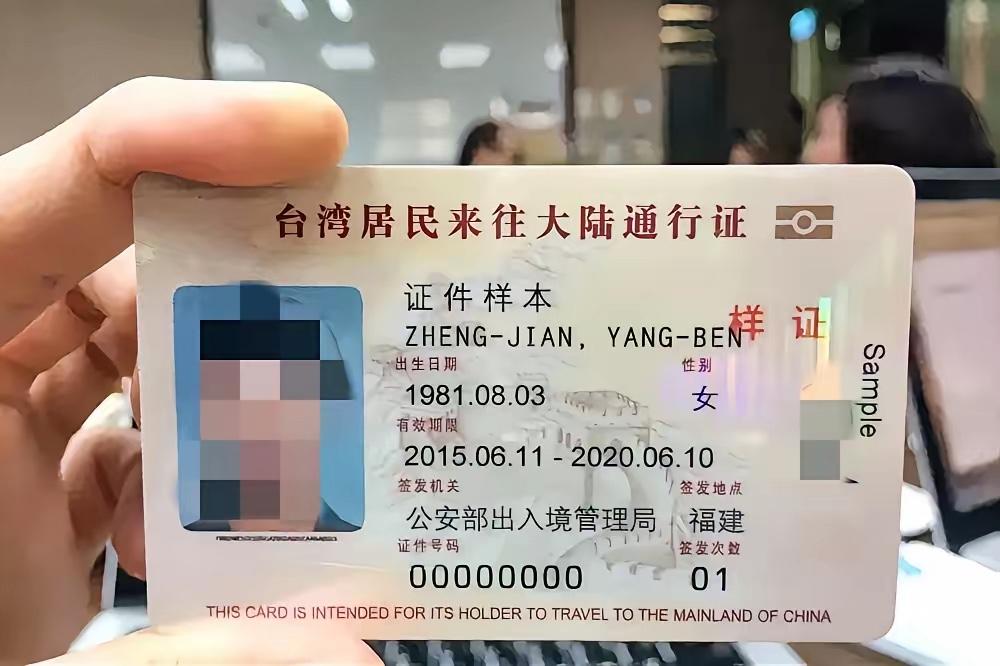 台湾居民来往大陆通行证
证件样本
ZHENG-JIAN, YANG-BEN
样 证
出生日期 性别
1981.08.03 女
有效期限
2015.06.11 - 2020.06.10
签发机关 签发地点
公安部出入境管理局 福建
证件号码 签发次数
00000000 01
THIS CARD IS INTENDED FOR ITS HOLDER TO TRAVEL TO THE MAINLAND OF CHINA
Sample